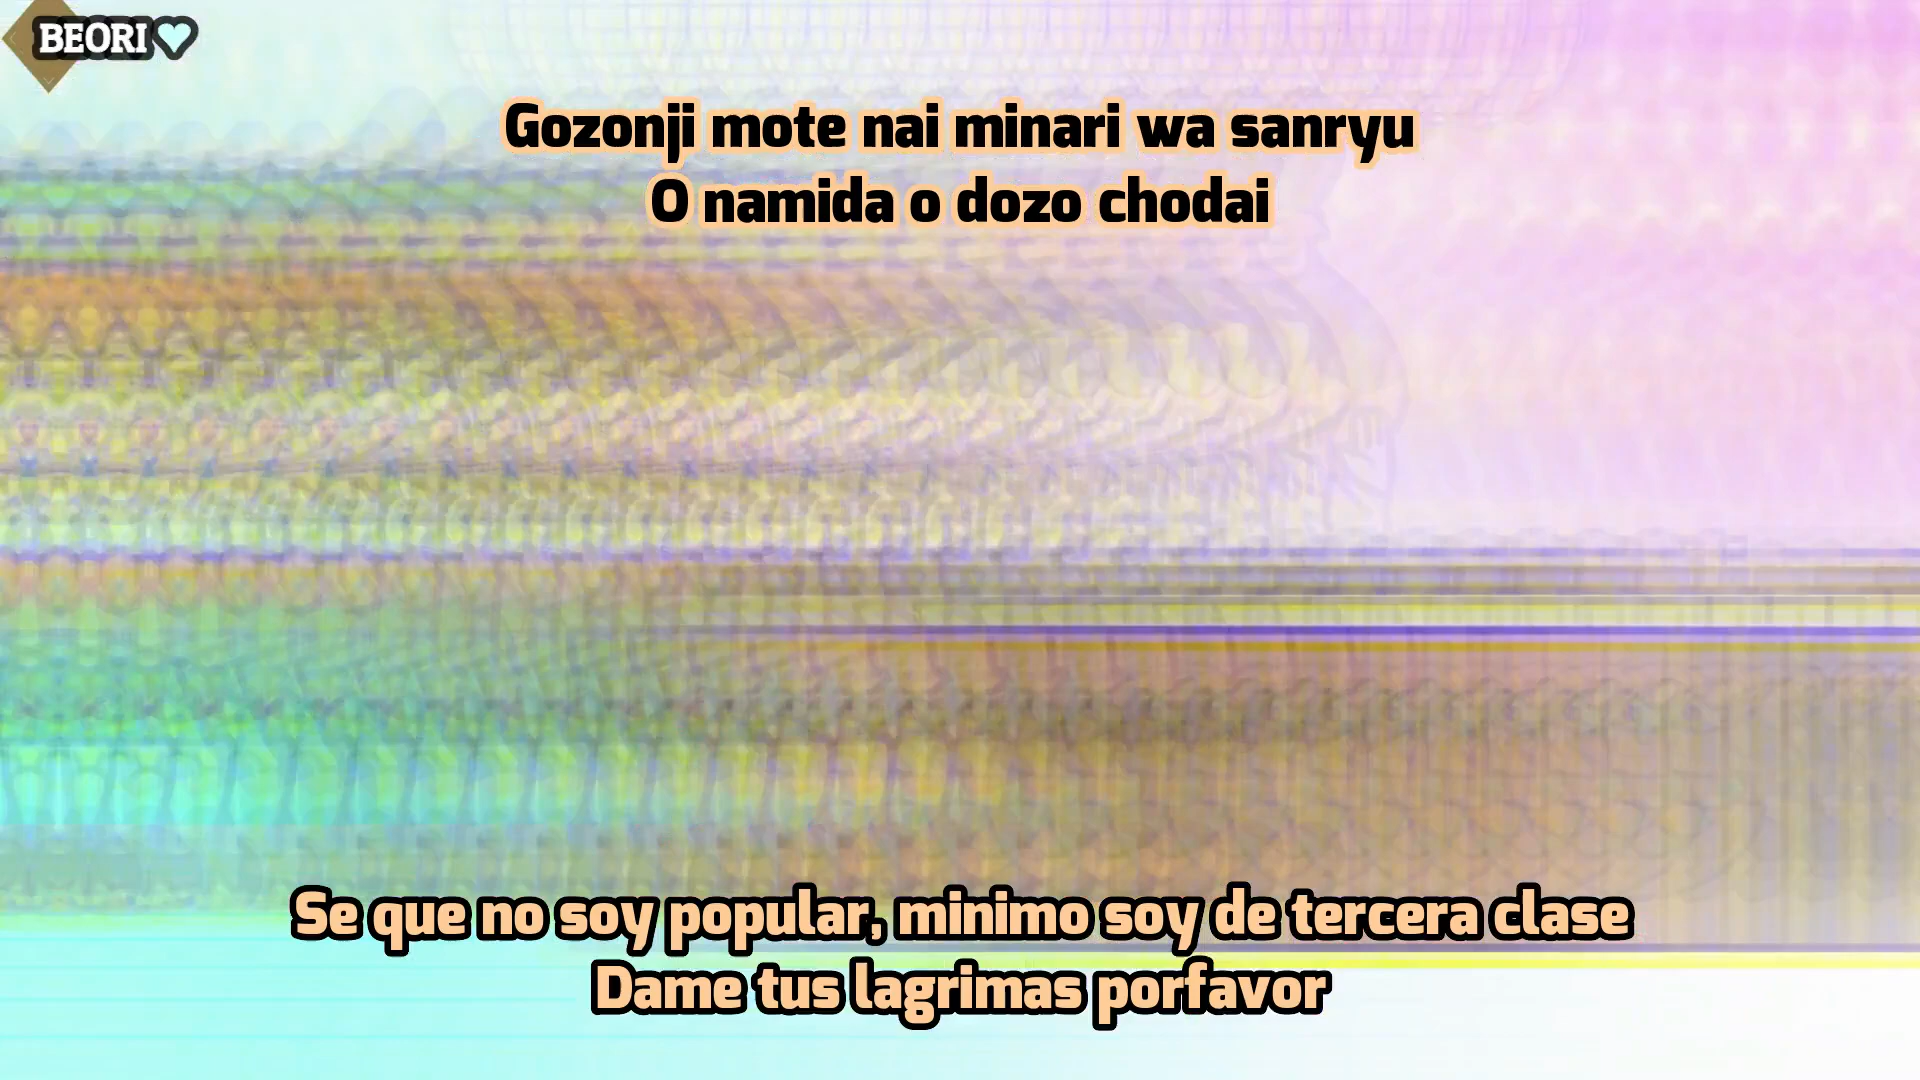 BEORI
Gozonji mote nai minari wa sanryu
O namida o dozo chodai
Se que no soy popular, minimo soy de tercera clase
Dame tus lagrimas porfavor